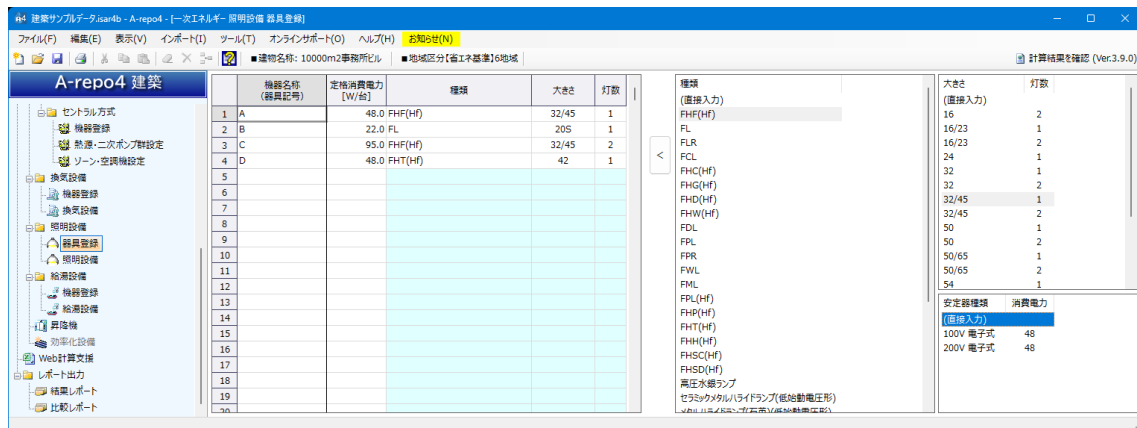 建築サンプルデータ.isar4b - A-repo4 - [一次エネルギー 照明設備 器具登録]
ファイル(F) 編集(E) 表示(V) インポート(I) ツール(T) オンラインサポート(O) ヘルプ(H) お知らせ(N)
■建物名称: 10000m2事務所ビル ■地域区分【省エネ基準】6地域 計算結果を確認 (Ver.3.9.0)
A-repo4 建築
セントラル方式
機器登録
熱源・二次ポンプ群設定
ゾーン・空調機設定
換気設備
機器登録
換気設備
照明設備
器具登録
照明設備
給湯設備
機器登録
給湯設備
昇降機
効率化設備
Web計算支援
レポート出力
結果レポート
比較レポート
機器名称 (器具記号) 定格消費電力 [W/台] 種類 大きさ 灯数
1 A 48.0 FHF(Hf) 32/45 1
2 B 22.0 FL 20S 1
3 C 95.0 FHF(Hf) 32/45 2
4 D 48.0 FHT(Hf) 42 1
5
6
7
8
9
10
11
12
13
14
15
16
17
18
19
20
<
種類
(直接入力)
FHF(Hf)
FL
FLR
FCL
FHC(Hf)
FHG(Hf)
FHD(Hf)
FHW(Hf)
FDL
FPL
FPR
FWL
FML
FPL(Hf)
FHP(Hf)
FHT(Hf)
FHH(Hf)
FHSC(Hf)
FHSD(Hf)
高圧水銀ランプ
セラミックメタルハライドランプ(低始動電圧形)
メタルハライドランプ(石英)(低始動電圧形)
大きさ 灯数
(直接入力)
16 2
16/23 1
16/23 2
24 1
32 1
32 2
32/45 1
32/45 2
50 1
50 2
50/65 1
50/65 2
54 1
安定器種類 消費電力
(直接入力)
100V 電子式 48
200V 電子式 48